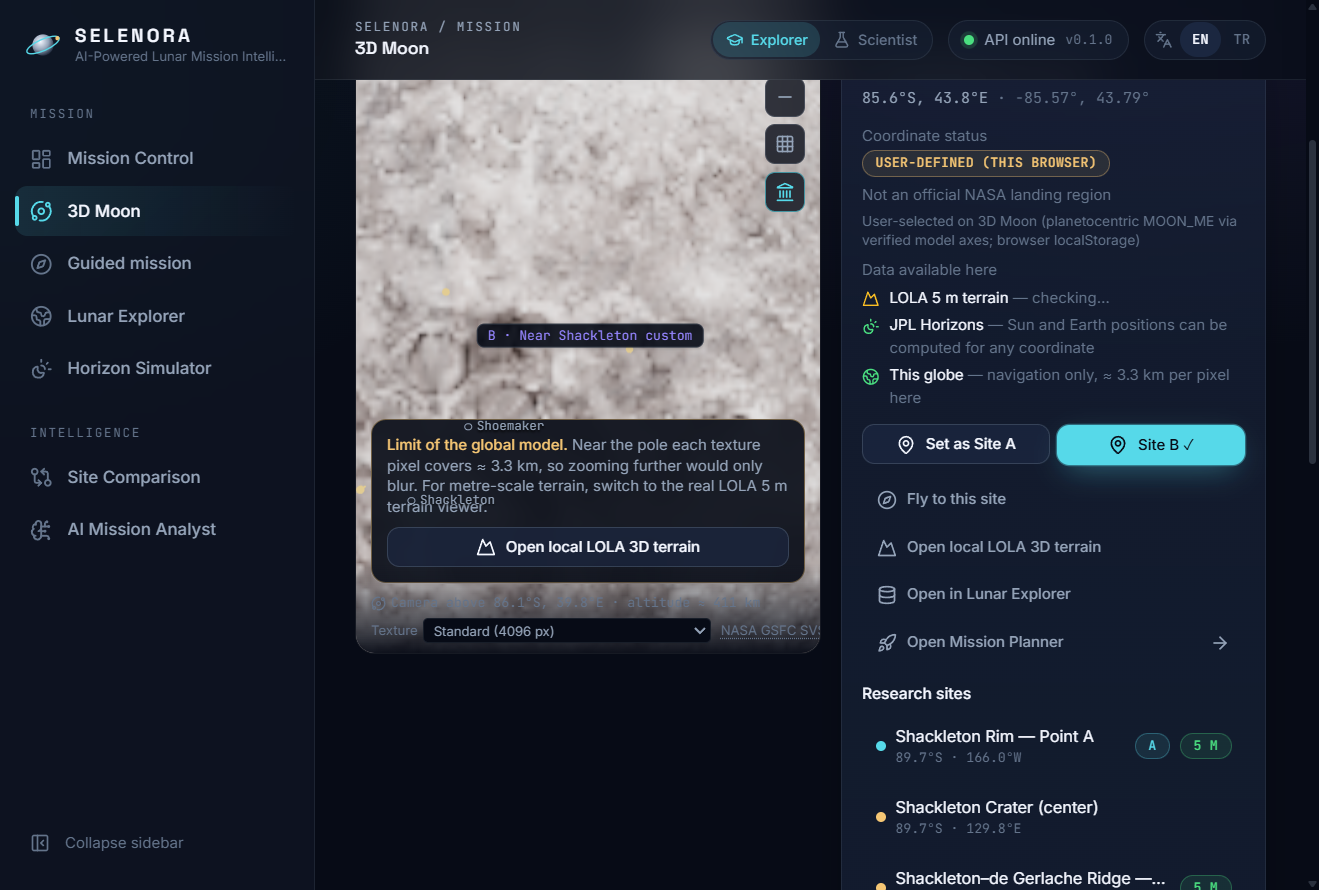 SELENORA
AI-Powered Lunar Mission Intelli...
MISSION
Mission Control
3D Moon
Guided mission
Lunar Explorer
Horizon Simulator
INTELLIGENCE
Site Comparison
AI Mission Analyst
Collapse sidebar
SELENORA / MISSION
3D Moon
Explorer
Scientist
API online v0.1.0
EN
TR
B · Near Shackleton custom
Shoemaker
Limit of the global model. Near the pole each texture
pixel covers ≈ 3.3 km, so zooming further would only
blur. For metre-scale terrain, switch to the real LOLA 5 m
Shackleton
terrain viewer.
Open local LOLA 3D terrain
Camera above 86.1°S,
Texture
Standard (4096 px)
NASA GSFC SVS
85.6°S, 43.8°E · -85.57°, 43.79°
Coordinate status
USER-DEFINED (THIS BROWSER)
Not an official NASA landing region
User-selected on 3D Moon (planetocentric MOON_ME via
verified model axes; browser localStorage)
Data available here
LOLA 5 m terrain — checking...
JPL Horizons — Sun and Earth positions can be
computed for any coordinate
This globe — navigation only, ≈ 3.3 km per pixel
here
Set as Site A
Site B ✓
Fly to this site
Open local LOLA 3D terrain
Open in Lunar Explorer
Open Mission Planner
Research sites
Shackleton Rim — Point A
89.7°S · 166.0°W
A
5 M
Shackleton Crater (center)
89.7°S · 129.8°E
Shackleton–de Gerlache Ridge —...
5 M